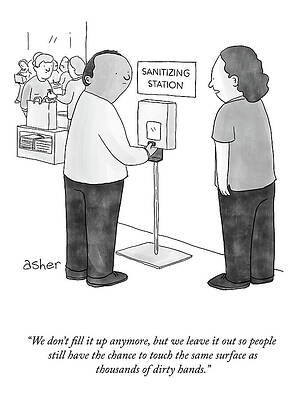 SANITIZING
STATION
asher
“We don’t fill it up anymore, but we leave it out so people
still have the chance to touch the same surface as
thousands of dirty hands.”